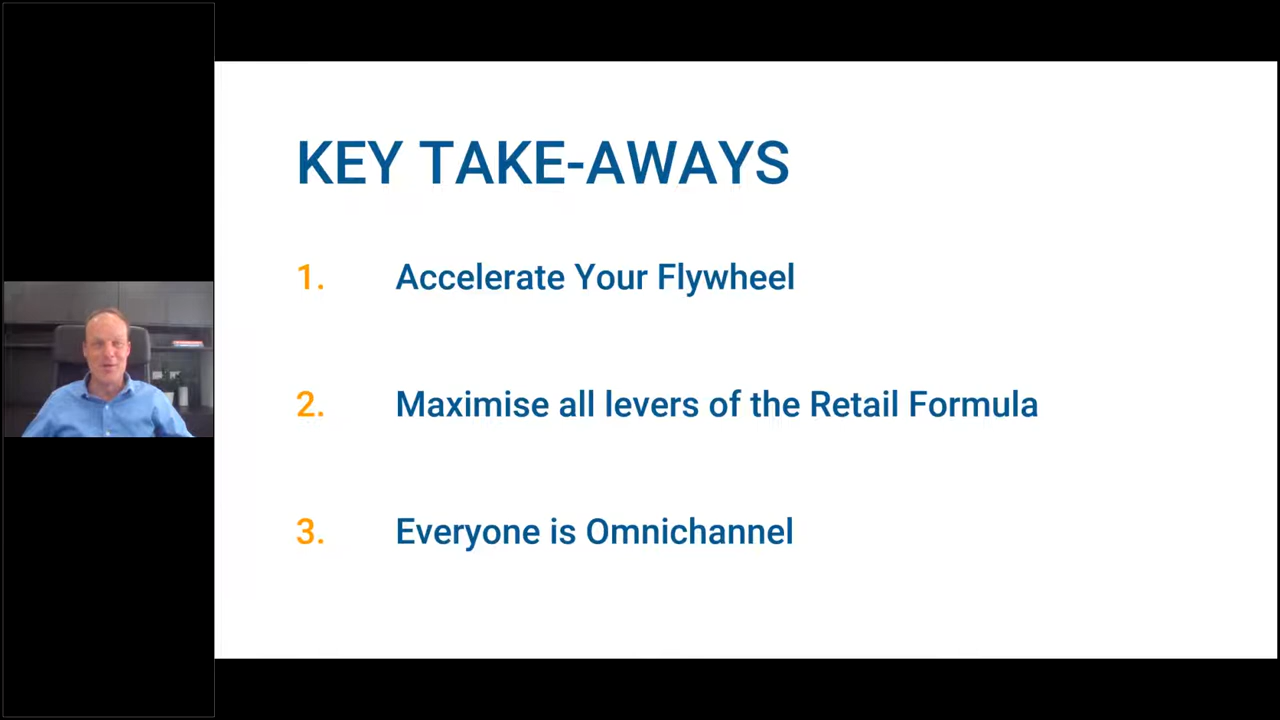 KEY TAKE-AWAYS
1. Accelerate Your Flywheel
2. Maximise all levers of the Retail Formula
3. Everyone is Omnichannel